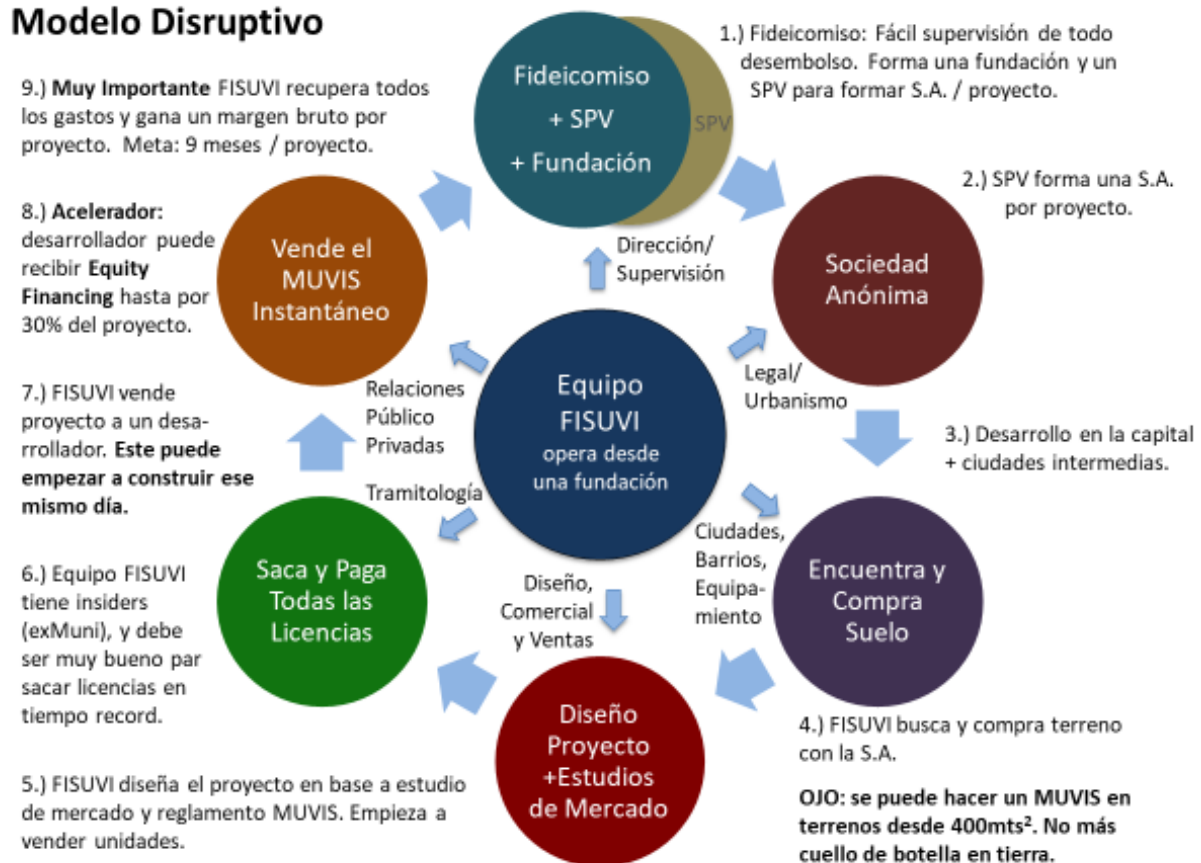 Modelo Disruptivo
1.) Fideicomiso: Fácil supervisión de todo
desembolso. Forma una fundación y un
SPV para formar S.A. / proyecto.
Fideicomiso
+ SPV
+ Fundación
SPV
2.) SPV forma una S.A.
por proyecto.
Sociedad
Anónima
3.) Desarrollo en la capital
+ ciudades intermedias.
Encuentra y
Compra
Suelo
4.) FISUVI busca y compra terreno
con la S.A.
OJO: se puede hacer un MUVIS en
terrenos desde 400mts². No más
cuello de botella en tierra.
Diseño
Proyecto
+Estudios
de Mercado
5.) FISUVI diseña el proyecto en base a estudio
de mercado y reglamento MUVIS. Empieza a
vender unidades.
Saca y Paga
Todas las
Licencias
6.) Equipo FISUVI
tiene insiders
(exMuni), y debe
ser muy bueno par
sacar licencias en
tiempo record.
7.) FISUVI vende
proyecto a un desa-
rrollador. Este puede
empezar a construir ese
mismo día.
Vende el
MUVIS
Instantáneo
8.) Acelerador:
desarrollador puede
recibir Equity
Financing hasta por
30% del proyecto.
9.) Muy Importante FISUVI recupera todos
los gastos y gana un margen bruto por
proyecto. Meta: 9 meses / proyecto.
Equipo
FISUVI
opera desde
una fundación
Dirección/
Supervisión
Legal/
Urbanismo
Ciudades,
Barrios,
Equipa-
miento
Diseño,
Comercial
y Ventas
Tramitología
Relaciones
Público
Privadas